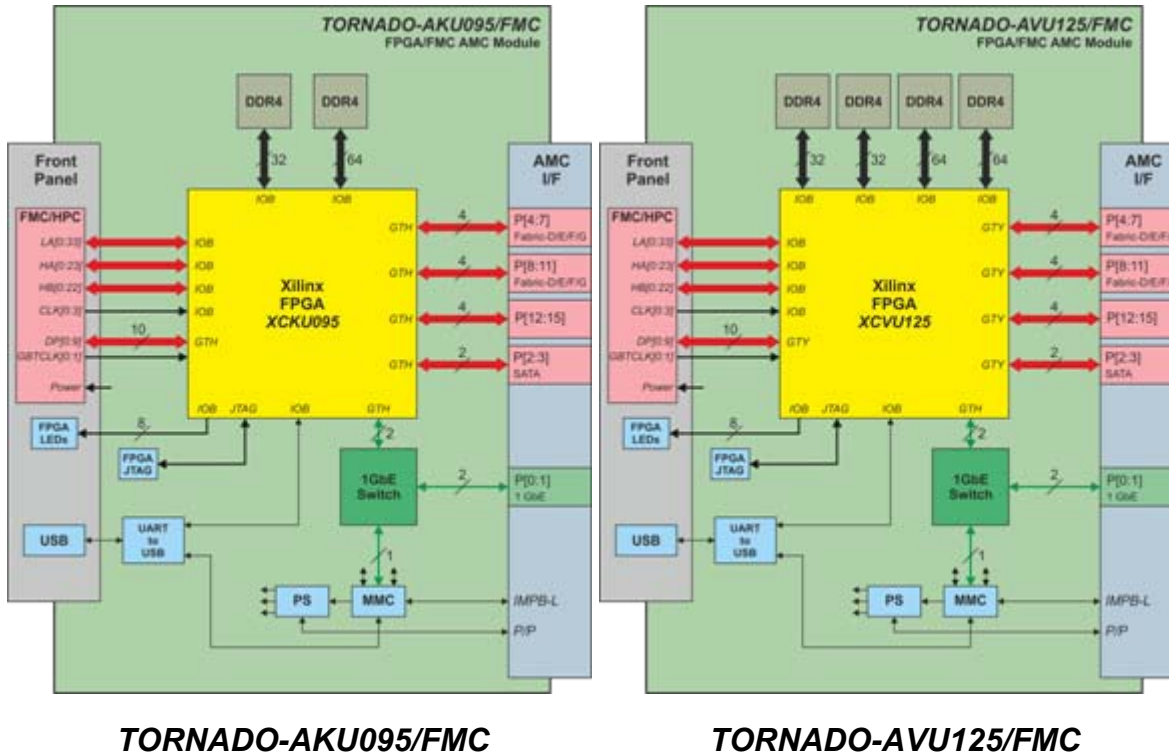 TORNADO-AKU095/FMC
FPGA/FMC AMC Module
DDR4
DDR4
32
64
Front
Panel
AMC
I/F
IOB
IOB
FMC/HPC
LA[0:33]
IOB
HA[0:23]
IOB
HB[0:22]
IOB
CLK[0:3]
IOB
10
DP[0:9]
GTH
GBTCLK[0:1]
Power
Xilinx
FPGA
XCKU095
GTH
4
P[4:7]
Fabric-D/E/F/G
GTH
4
P[8:11]
Fabric-D/E/F/G
GTH
4
P[12:15]
GTH
2
P[2:3]
SATA
IOB
JTAG
IOB
GTH
FPGA
LEDs
8
FPGA
JTAG
2
1GbE
Switch
2
P[0:1]
1 GbE
USB
UART
to
USB
1
PS
MMC
IMPB-L
P/P
TORNADO-AVU125/FMC
FPGA/FMC AMC Module
DDR4
DDR4
DDR4
DDR4
32
32
64
64
Front
Panel
AMC
I/F
IOB
IOB
IOB
IOB
FMC/HPC
LA[0:33]
IOB
HA[0:23]
IOB
HB[0:22]
IOB
CLK[0:3]
IOB
10
DP[0:9]
GTY
GBTCLK[0:1]
Power
Xilinx
FPGA
XCVU125
GTY
4
P[4:7]
Fabric-D/E/F/
GTY
4
P[8:11]
Fabric-D/E/F/G
GTY
4
P[12:15]
GTY
2
P[2:3]
SATA
IOB
JTAG
IOB
GTH
FPGA
LEDs
8
FPGA
JTAG
2
1GbE
Switch
2
P[0:1]
1 GbE
USB
UART
to
USB
1
PS
MMC
IMPB-L
P/P
TORNADO-AKU095/FMC
TORNADO-AVU125/FMC